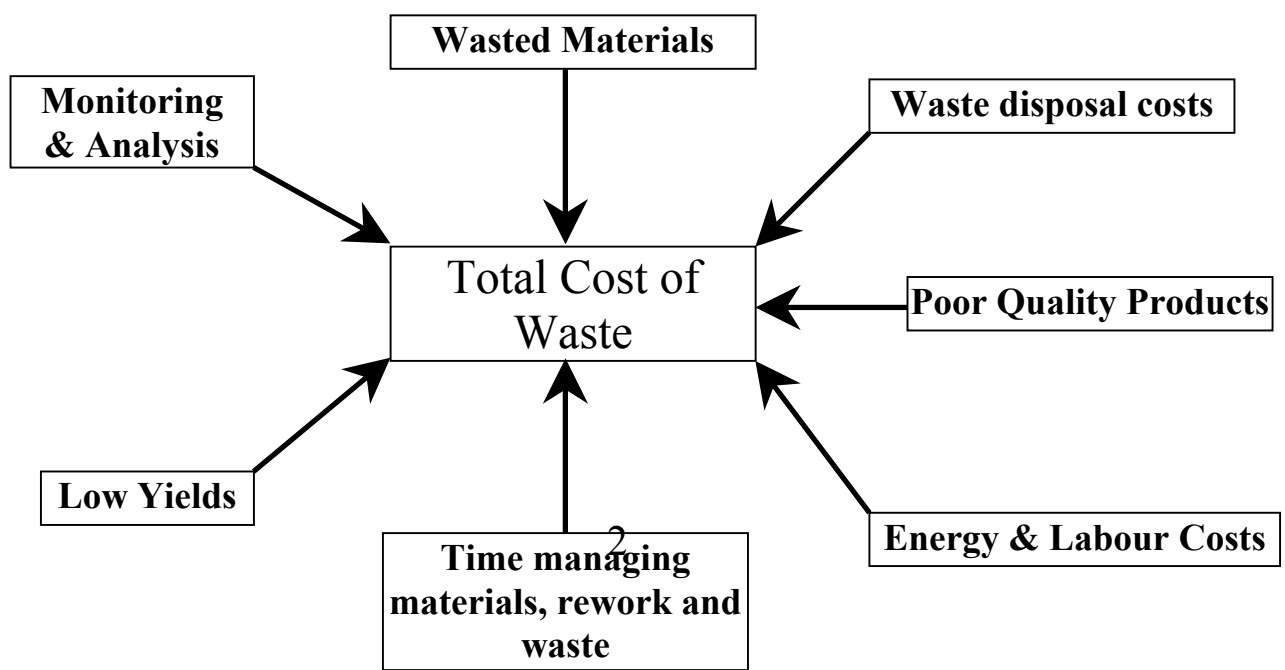 Wasted Materials
Monitoring
& Analysis
Waste disposal costs
Total Cost of
Waste
Poor Quality Products
Low Yields
Energy & Labour Costs
2
Time managing
materials, rework and
waste